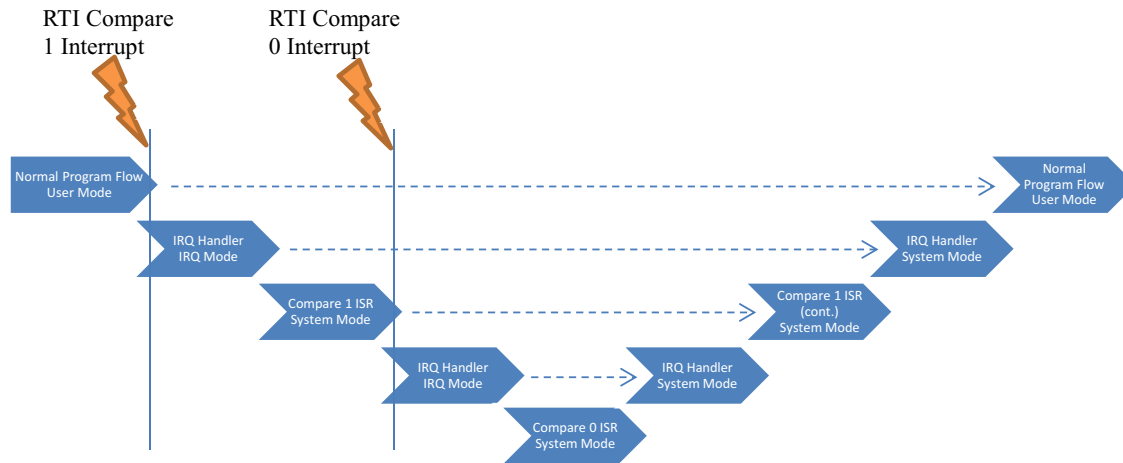 RTI Compare
1 Interrupt
RTI Compare
0 Interrupt
Normal Program Flow
User Mode
Normal
Program Flow
User Mode
IRQ Handler
IRQ Mode
IRQ Handler
System Mode
Compare 1 ISR
System Mode
Compare 1 ISR
(cont.)
System Mode
IRQ Handler
IRQ Mode
IRQ Handler
System Mode
Compare 0 ISR
System Mode